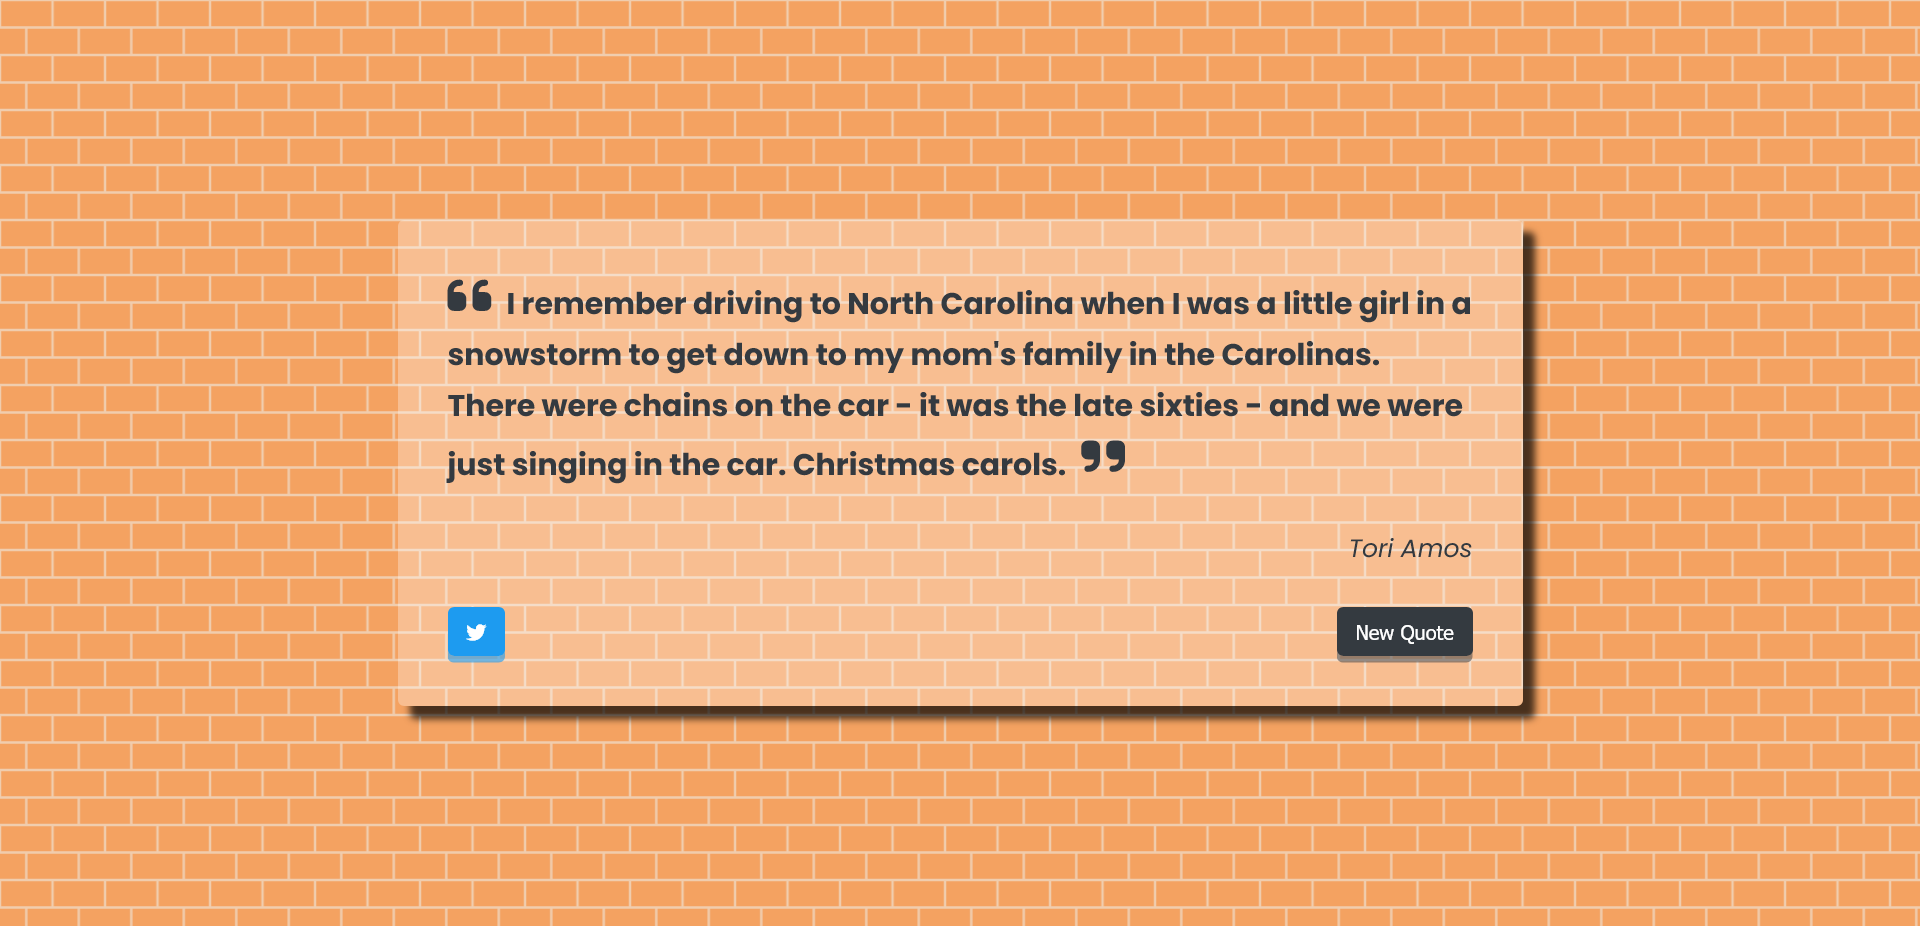 I remember driving to North Carolina when I was a little girl in a
snowstorm to get down to my mom's family in the Carolinas.
There were chains on the car – it was the late sixties – and we were
just singing in the car. Christmas carols.
Tori Amos
New Quote